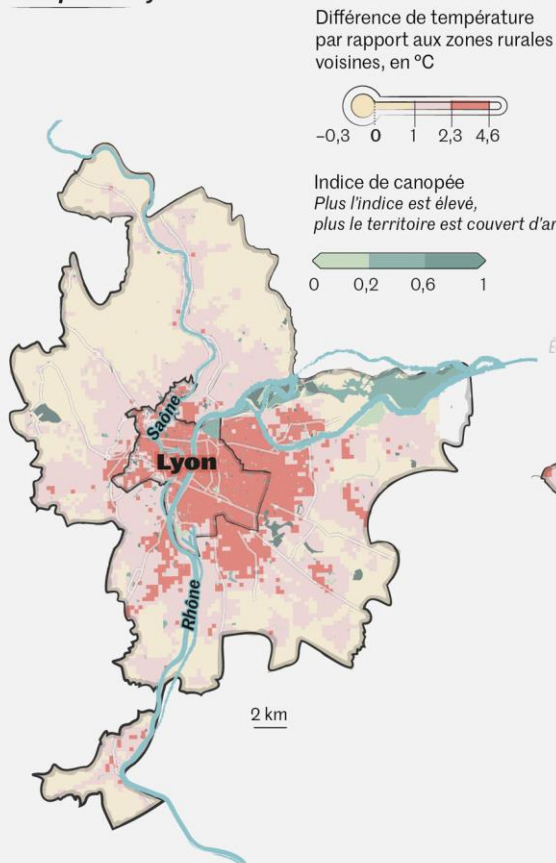 Différence de température
par rapport aux zones rurales
voisines, en °C
−0,3 0 1 2,3 4,6
Indice de canopée
Plus l'indice est élevé,
plus le territoire est couvert d'ar
0 0,2 0,6 1
Saône
Lyon
Rhône
2 km